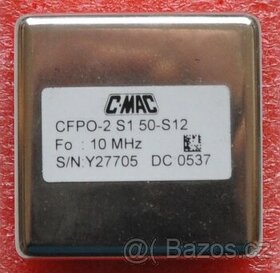 C-MAC
CFPO-2 S1 50-S12
Fo : 10 MHz
S/N:Y27705 DC 0537
© Bazos.cz